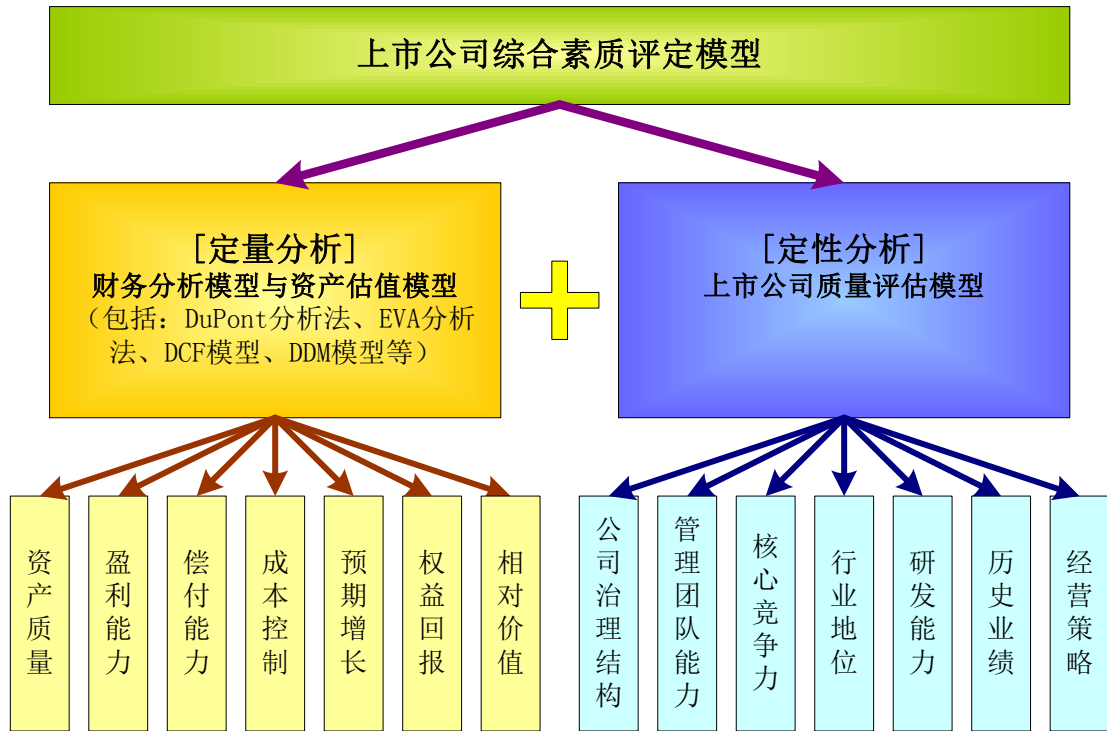 上市公司综合素质评定模型
[定量分析]
财务分析模型与资产估值模型
（包括：DuPont分析法、EVA分析
法、DCF模型、DDM模型等）
[定性分析]
上市公司质量评估模型
资产质量
盈利能力
偿付能力
成本控制
预期增长
权益回报
相对价值
公司治理结构
管理团队能力
核心竞争力
行业地位
研发能力
历史业绩
经营策略